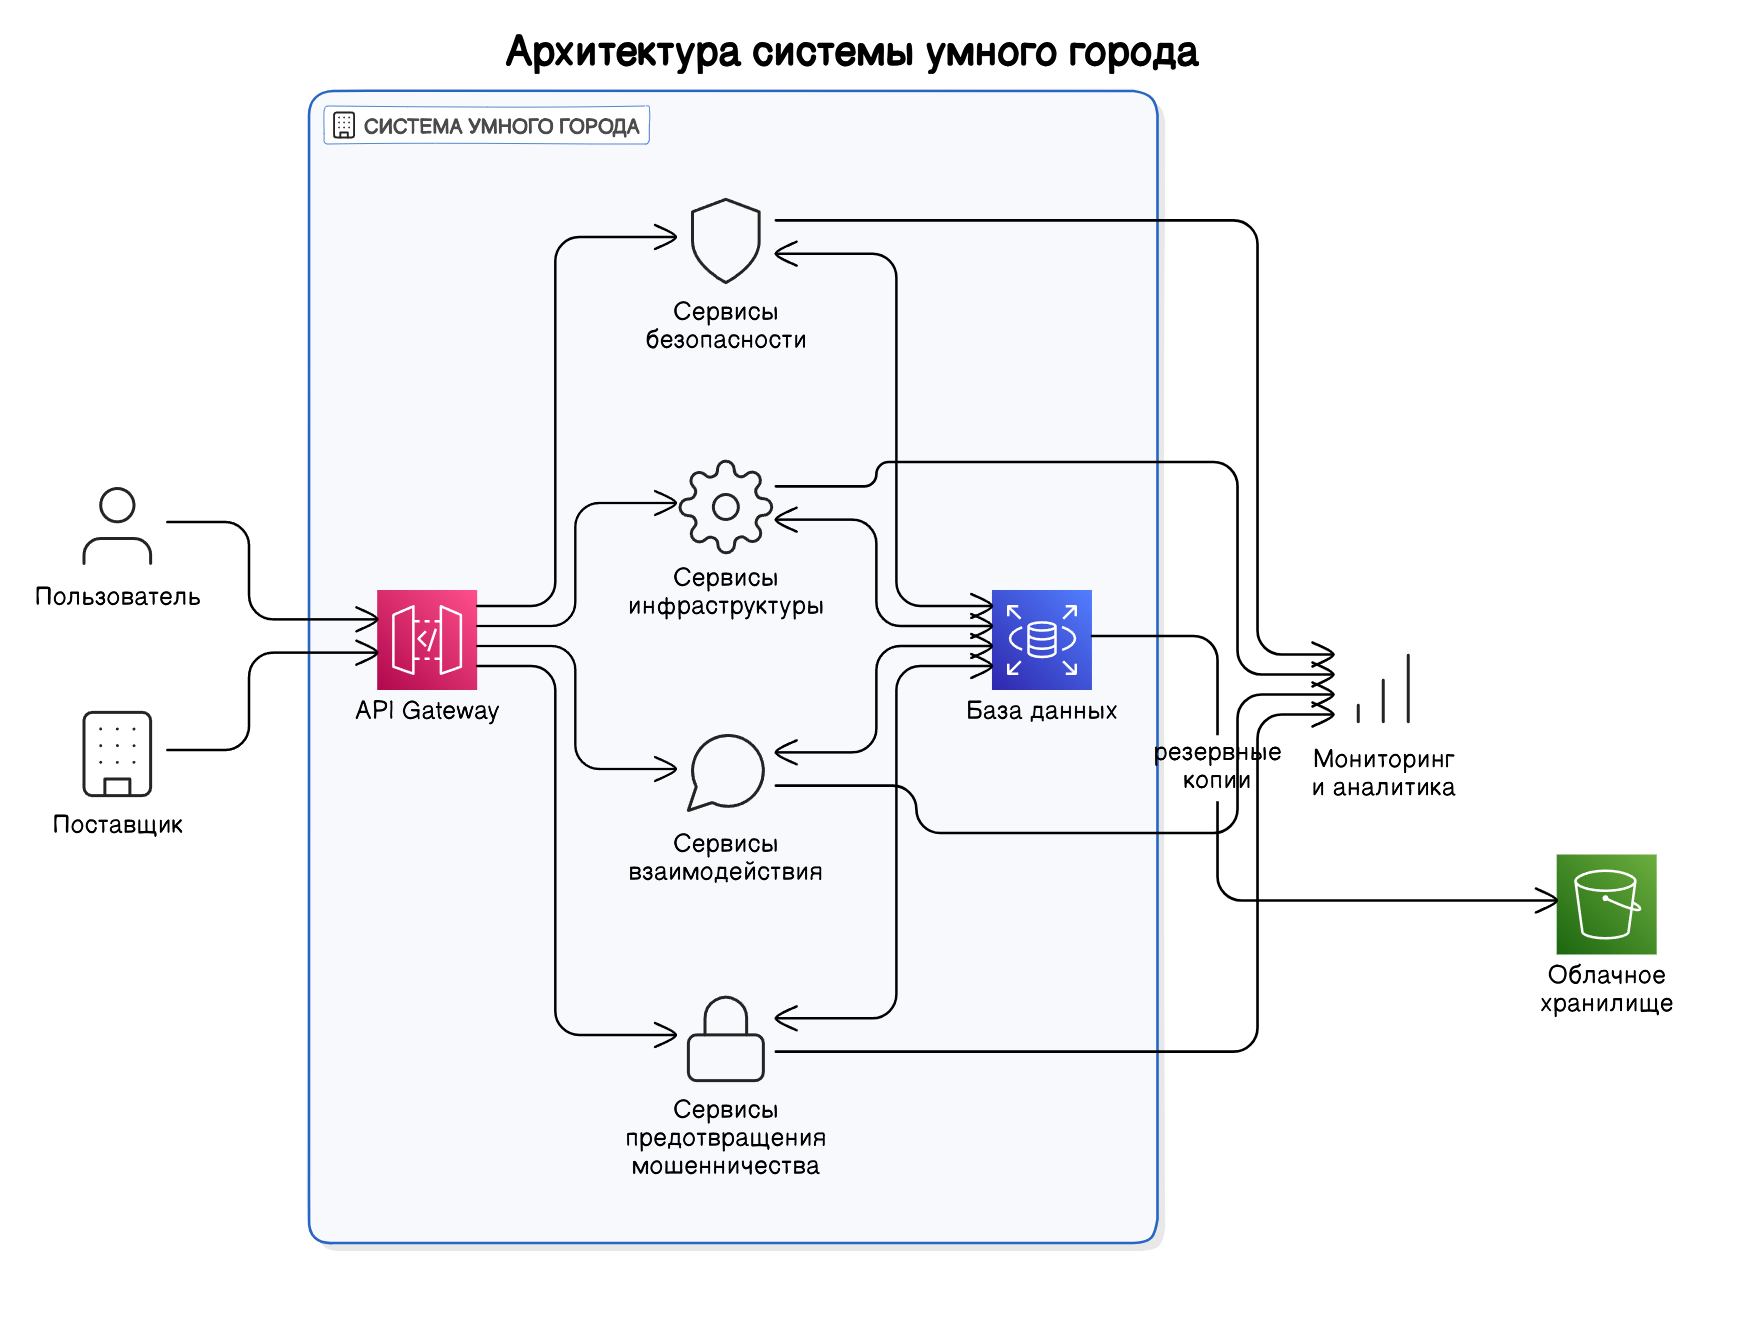 Архитектура системы умного города
СИСТЕМА УМНОГО ГОРОДА
Сервисы
безопасности
Пользователь
Сервисы
инфраструктуры
API Gateway
База данных
резервные
копии
Мониторинг
и аналитика
Поставщик
Сервисы
взаимодействия
Облачное
хранилище
Сервисы
предотвращения
мошенничества